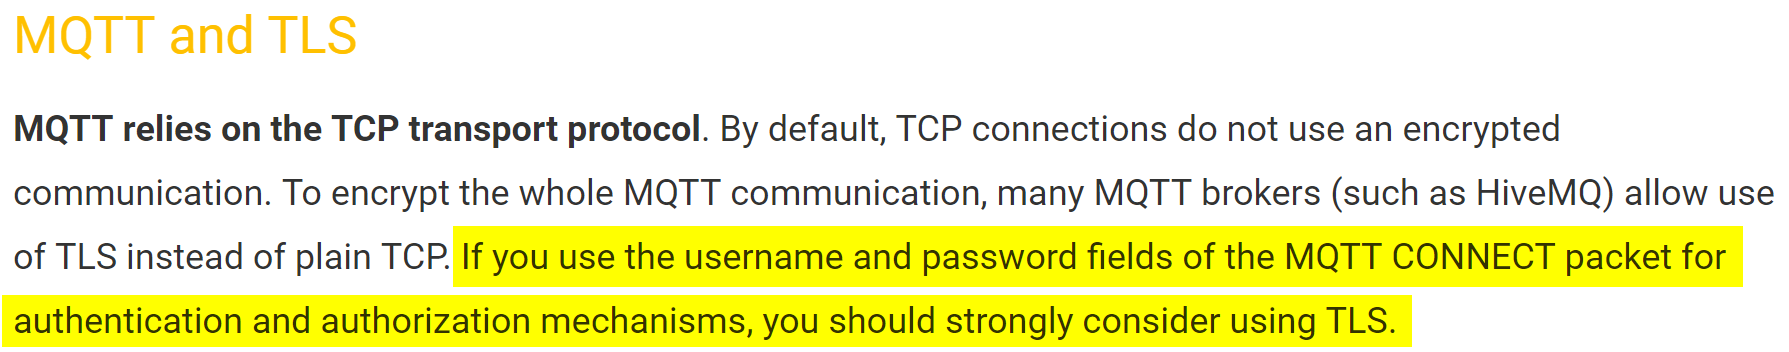 MQTT and TLS
MQTT relies on the TCP transport protocol. By default, TCP connections do not use an encrypted
communication. To encrypt the whole MQTT communication, many MQTT brokers (such as HiveMQ) allow use
of TLS instead of plain TCP. If you use the username and password fields of the MQTT CONNECT packet for
authentication and authorization mechanisms, you should strongly consider using TLS.